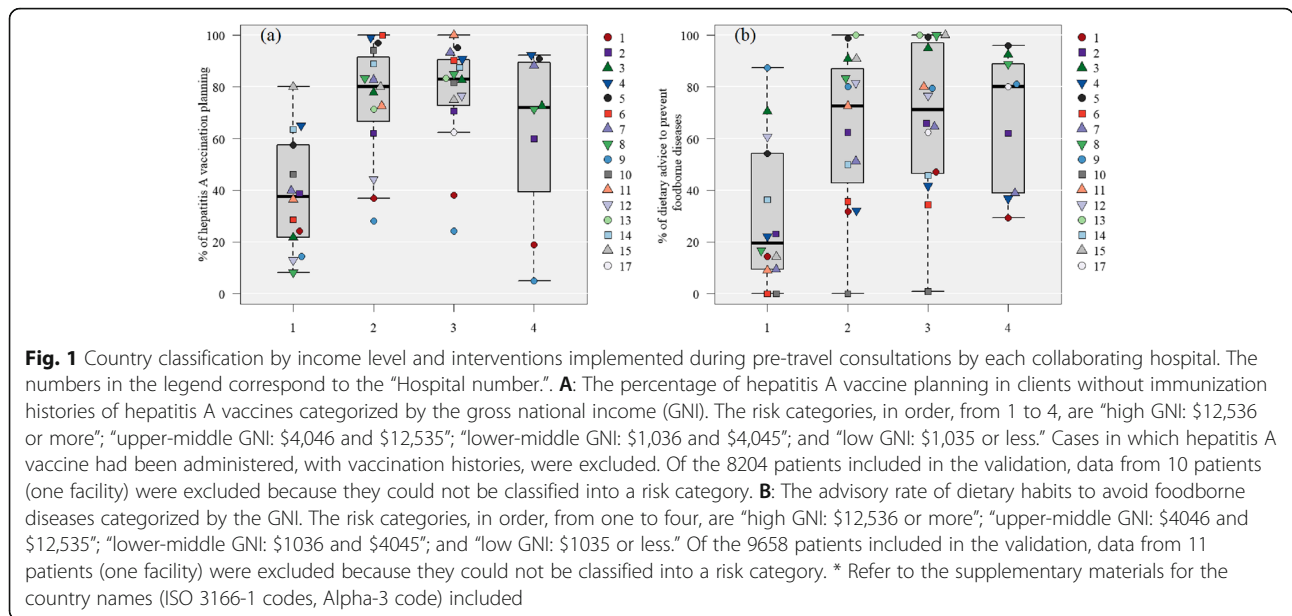 (a)
% of hepatitis A vaccination planning
100
80
60
40
20
0
1 2 3 4
1
2
3
4
5
6
7
8
9
10
11
12
13
14
15
17
(b)
% of dietary advice to prevent
foodborne diseases
100
80
60
40
20
0
1 2 3 4
1
2
3
4
5
6
7
8
9
10
11
12
13
14
15
17
Fig. 1 Country classification by income level and interventions implemented during pre-travel consultations by each collaborating hospital. The
numbers in the legend correspond to the “Hospital number.”. A: The percentage of hepatitis A vaccine planning in clients without immunization
histories of hepatitis A vaccines categorized by the gross national income (GNI). The risk categories, in order, from 1 to 4, are “high GNI: $12,536
or more”; “upper-middle GNI: $4,046 and $12,535”; “lower-middle GNI: $1,036 and $4,045”; and “low GNI: $1,035 or less.” Cases in which hepatitis A
vaccine had been administered, with vaccination histories, were excluded. Of the 8204 patients included in the validation, data from 10 patients
(one facility) were excluded because they could not be classified into a risk category. B: The advisory rate of dietary habits to avoid foodborne
diseases categorized by the GNI. The risk categories, in order, from one to four, are “high GNI: $12,536 or more”; “upper-middle GNI: $4046 and
$12,535”; “lower-middle GNI: $1036 and $4045”; and “low GNI: $1035 or less.” Of the 9658 patients included in the validation, data from 11
patients (one facility) were excluded because they could not be classified into a risk category. * Refer to the supplementary materials for the
country names (ISO 3166-1 codes, Alpha-3 code) included